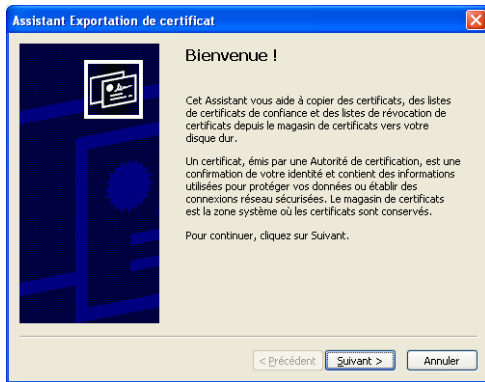 Assistant Exportation de certificat
Bienvenue !
Cet Assistant vous aide à copier des certificats, des listes
de certificats de confiance et des listes de révocation de
certificats depuis le magasin de certificats vers votre
disque dur.
Un certificat, émis par une Autorité de certification, est une
confirmation de votre identité et contient des informations
utilisées pour protéger vos données ou établir des
connexions réseau sécurisées. Le magasin de certificats
est la zone système où les certificats sont conservés.
Pour continuer, cliquez sur Suivant.
< Précédent
Suivant >
Annuler